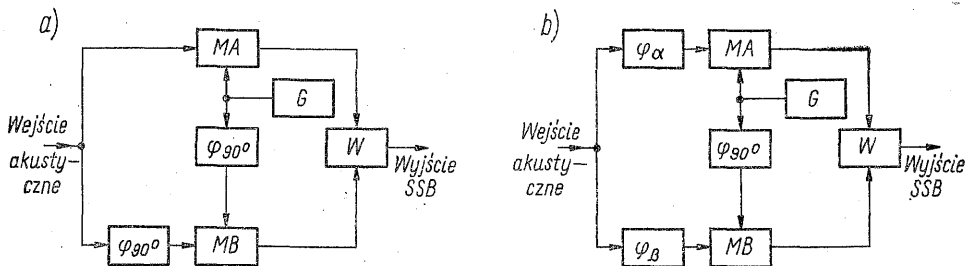 a)
MA
G
Wejście
akusty-
czne
φ90°
W
Wyjście
SSB
φ90°
MB
b)
φα
MA
G
Wejście
akusty-
czne
φ90°
W
Wyjście
SSB
φβ
MB